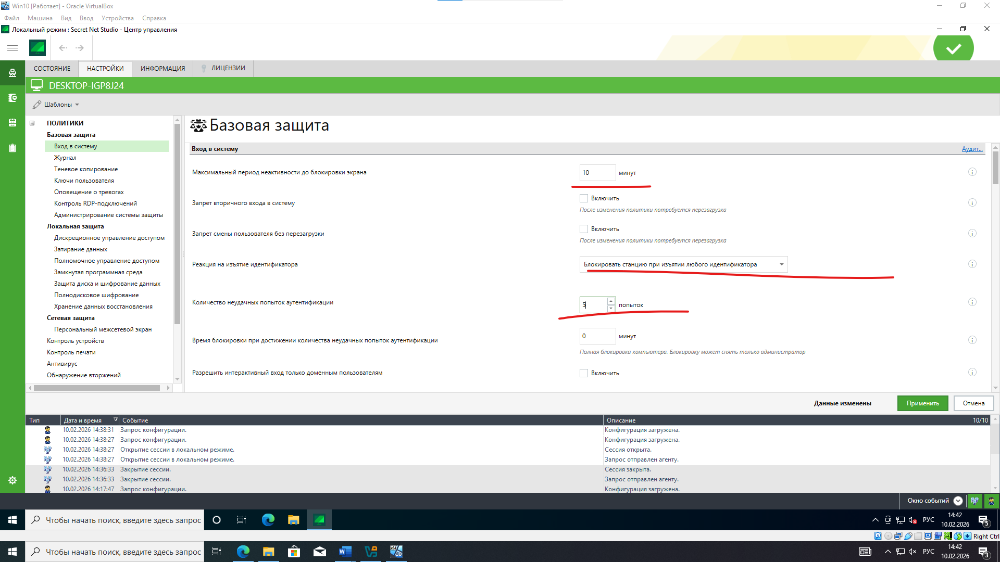 Win10 [Работает] - Oracle VirtualBox
Файл Машина Вид Ввод Устройства Справка
Локальный режим : Secret Net Studio - Центр управления
СОСТОЯНИЕ НАСТРОЙКИ ИНФОРМАЦИЯ ЛИЦЕНЗИИ
DESKTOP-IGP8J24
Шаблоны
ПОЛИТИКИ
Базовая защита
Вход в систему
Журнал
Теневое копирование
Ключи пользователя
Оповещение о тревогах
Контроль RDP-подключений
Администрирование системы защиты
Локальная защита
Дискреционное управление доступом
Затирание данных
Полномочное управление доступом
Замкнутая программная среда
Защита диска и шифрование данных
Полнодисковое шифрование
Хранение данных восстановления
Сетевая защита
Персональный межсетевой экран
Контроль устройств
Контроль печати
Антивирус
Обнаружение вторжений
Базовая защита
Вход в систему Аудит...
Максимальный период неактивности до блокировки экрана 10 минут
Запрет вторичного входа в систему Включить
После изменения политики потребуется перезагрузка
Запрет смены пользователя без перезагрузки Включить
После изменения политики потребуется перезагрузка
Реакция на изъятие идентификатора Блокировать станцию при изъятии любого идентификатора
Количество неудачных попыток аутентификации 5 попыток
Время блокировки при достижении количества неудачных попыток аутентификации 0 минут
Полная блокировка компьютера. Блокировку может снять только администратор
Разрешить интерактивный вход только доменным пользователям Включить
Данные изменены Применить Отмена
Тип Дата и время Событие Описание 10/10
10.02.2026 14:38:31 Запрос конфигурации. Конфигурация загружена.
10.02.2026 14:38:27 Запрос конфигурации. Конфигурация загружена.
10.02.2026 14:38:27 Открытие сессии в локальном режиме. Сессия открыта.
10.02.2026 14:38:27 Открытие сессии в локальном режиме. Запрос отправлен агенту.
10.02.2026 14:36:33 Закрытие сессии. Сессия закрыта.
10.02.2026 14:36:33 Закрытие сессии. Запрос отправлен агенту.
10.02.2026 14:17:47 Запрос конфигурации. Конфигурация загружена.
Окно событий
Чтобы начать поиск, введите здесь запрос РУС 14:42 10.02.2026 5
Right Ctrl
Чтобы начать поиск, введите здесь запрос РУС 14:42 10.02.2026 3